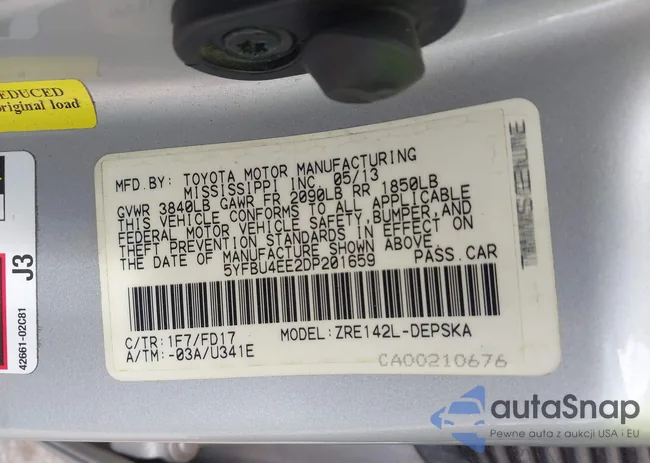 EDUCED
original load
MFD.BY: TOYOTA MOTOR MANUFACTURING
MISSISSIPPI INC. 05/13
GVWR 3840LB GAWR FR 2090LB RR 1850LB
THIS VEHICLE CONFORMS TO ALL APPLICABLE
FEDERAL MOTOR VEHICLE SAFETY, BUMPER, AND
THEFT PREVENTION STANDARDS IN EFFECT ON
THE DATE OF MANUFACTURE SHOWN ABOVE.
5YFBU4EE2DP201659 PASS.CAR
C/TR: 1F7/FD17 MODEL: ZRE142L-DEPSKA
A/TM: -03A/U341E
CA00210676
J3
42661-02C81
autaSnap
Pewne auta z aukcji USA i EU